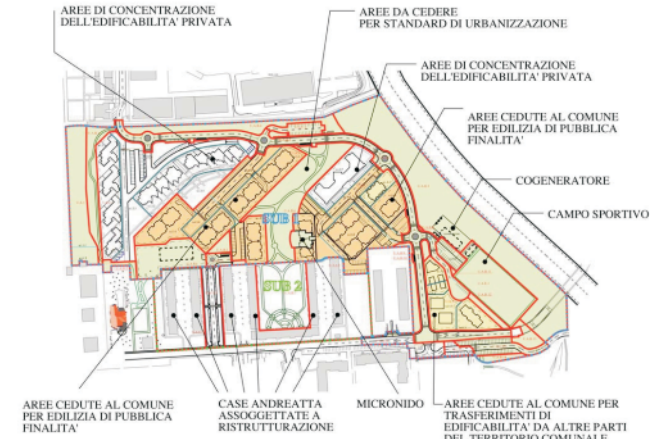 AREE DI CONCENTRAZIONE
DELL'EDIFICABILITA' PRIVATA
AREE DA CEDERE
PER STANDARD DI URBANIZZAZIONE
AREE DI CONCENTRAZIONE
DELL'EDIFICABILITA' PRIVATA
AREE CEDUTE AL COMUNE
PER EDILIZIA DI PUBBLICA
FINALITA'
COGENERATORE
CAMPO SPORTIVO
SUB 1
SUB 2
AREE CEDUTE AL COMUNE
PER EDILIZIA DI PUBBLICA
FINALITA'
CASE ANDREATTA
ASSOGGETTATE A
RISTRUTTURAZIONE
MICRONIDO
AREE CEDUTE AL COMUNE PER
TRASFERIMENTI DI
EDIFICABILITA' DA ALTRE PARTI
DEL TERRITORIO COMUNALE